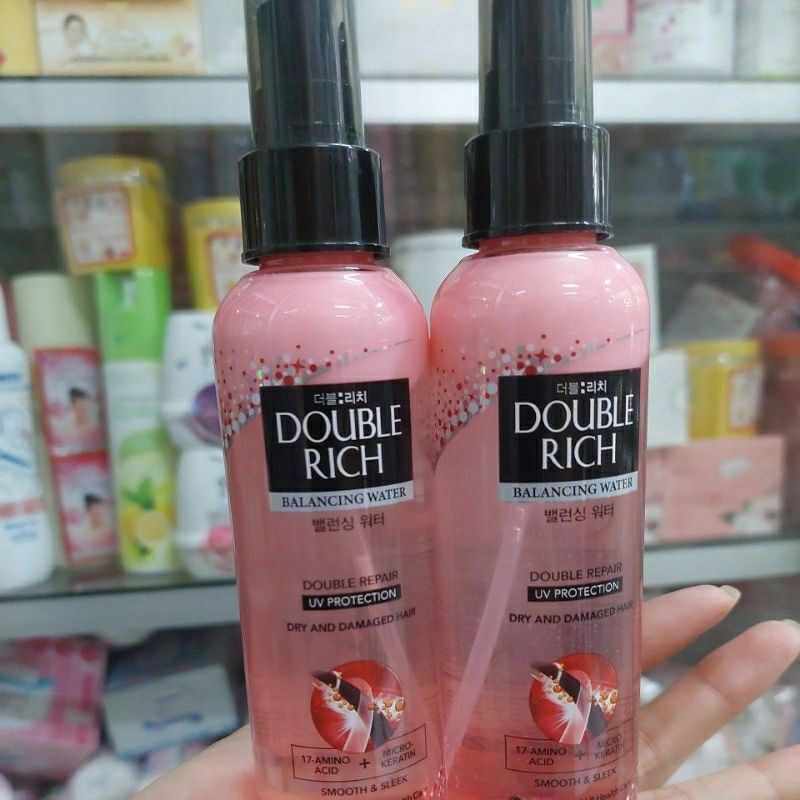 더블:리치
DOUBLE
RICH
BALANCING WATER
밸런싱 워터
DOUBLE REPAIR
UV PROTECTION
DRY AND DAMAGED HAIR
17-AMINO
ACID
+
MICRO-
KERATIN
SMOOTH & SLEEK
더블:리치
DOUBLE
RICH
BALANCING WATER
밸런싱 워터
DOUBLE REPAIR
UV PROTECTION
DRY AND DAMAGED HAIR
17-AMINO
ACID
+
MICRO-
KERATIN
SMOOTH & SLEEK